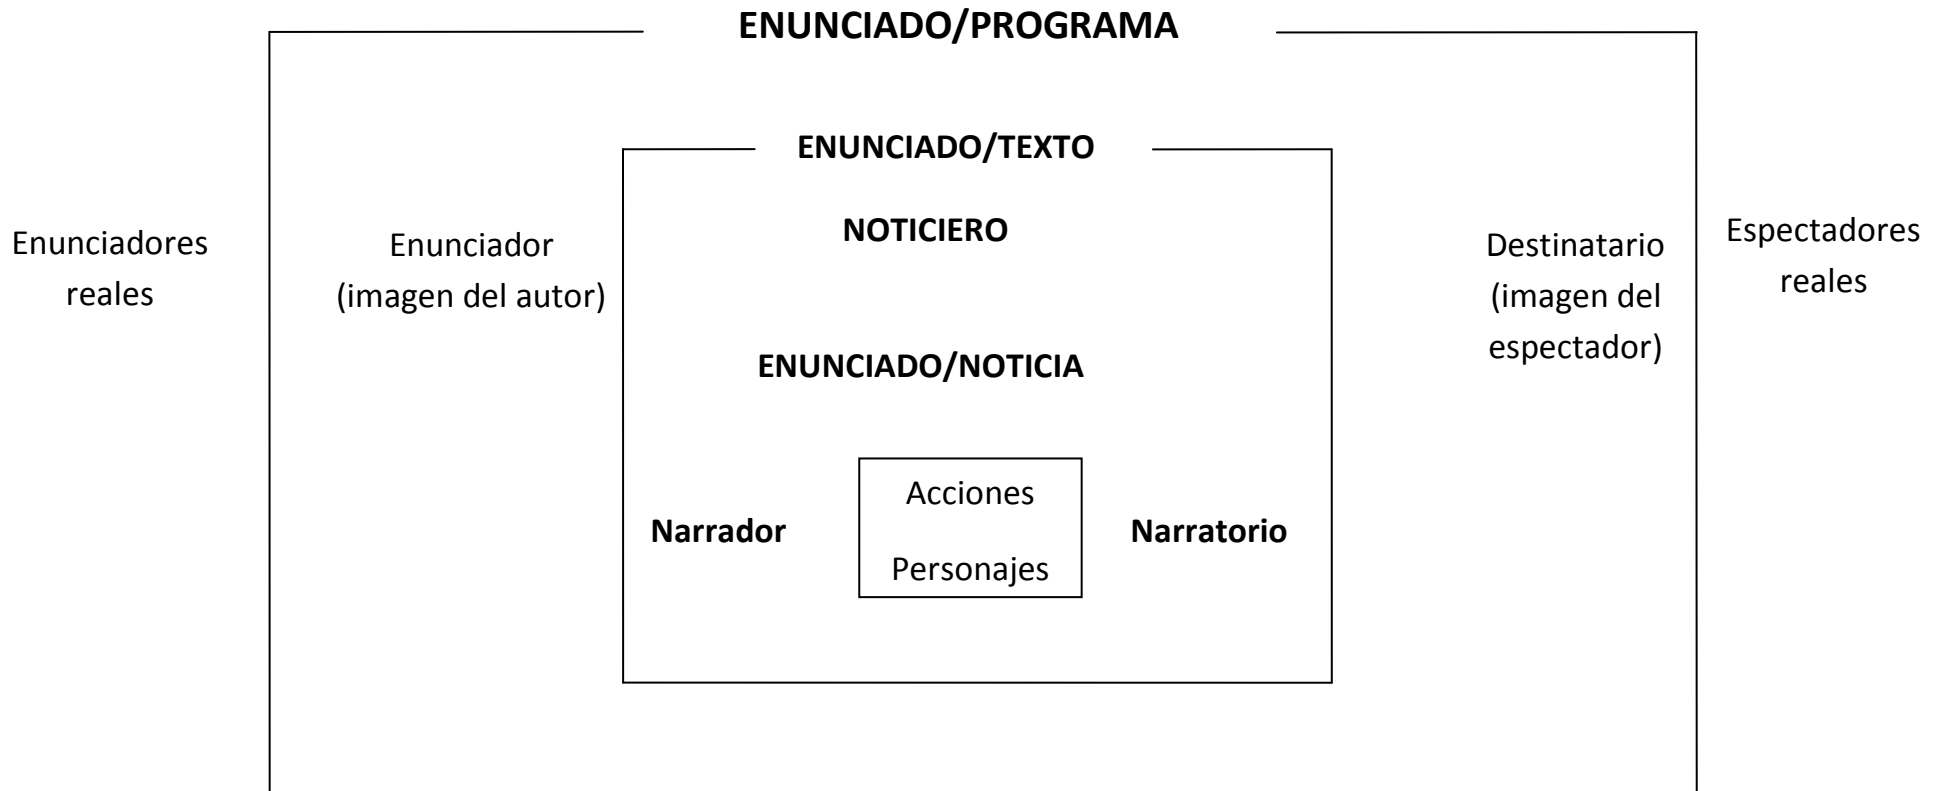 ENUNCIADO/PROGRAMA
ENUNCIADO/TEXTO
NOTICIERO
Enunciadores
reales
Enunciador
(imagen del autor)
Destinatario
(imagen del
espectador)
Espectadores
reales
ENUNCIADO/NOTICIA
Acciones
Narrador
Narratorio
Personajes